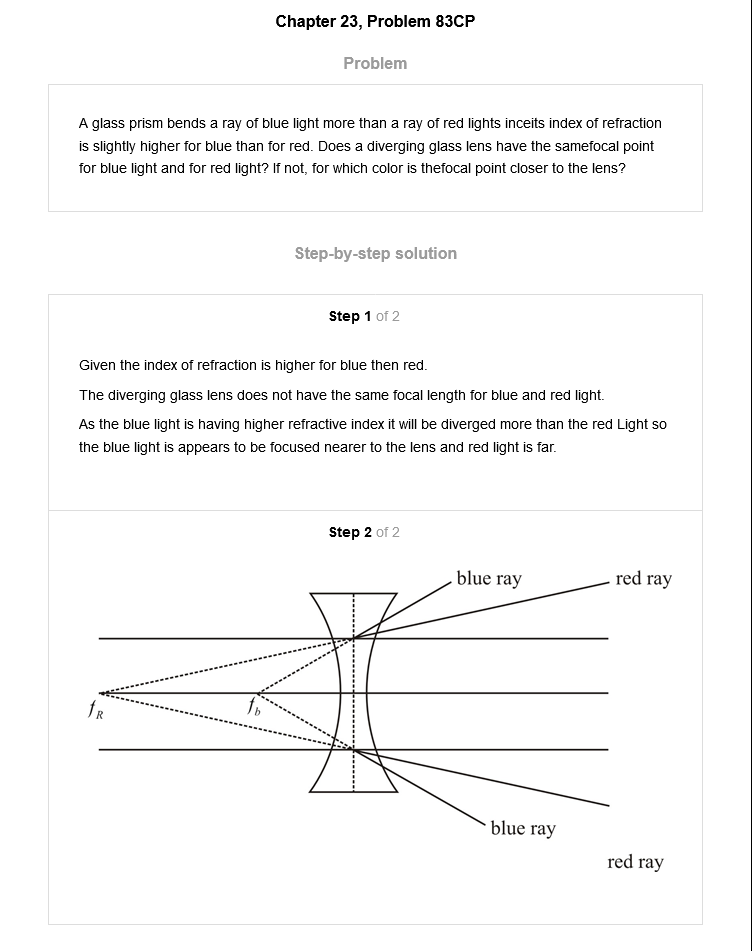 Chapter 23, Problem 83CP
Problem
A glass prism bends a ray of blue light more than a ray of red lights inceits index of refraction
is slightly higher for blue than for red. Does a diverging glass lens have the samefocal point
for blue light and for red light? If not, for which color is thefocal point closer to the lens?
Step-by-step solution
Step 1 of 2
Given the index of refraction is higher for blue then red.
The diverging glass lens does not have the same focal length for blue and red light.
As the blue light is having higher refractive index it will be diverged more than the red Light so
the blue light is appears to be focused nearer to the lens and red light is far.
Step 2 of 2
blue ray
red ray
fR
fb
blue ray
red ray